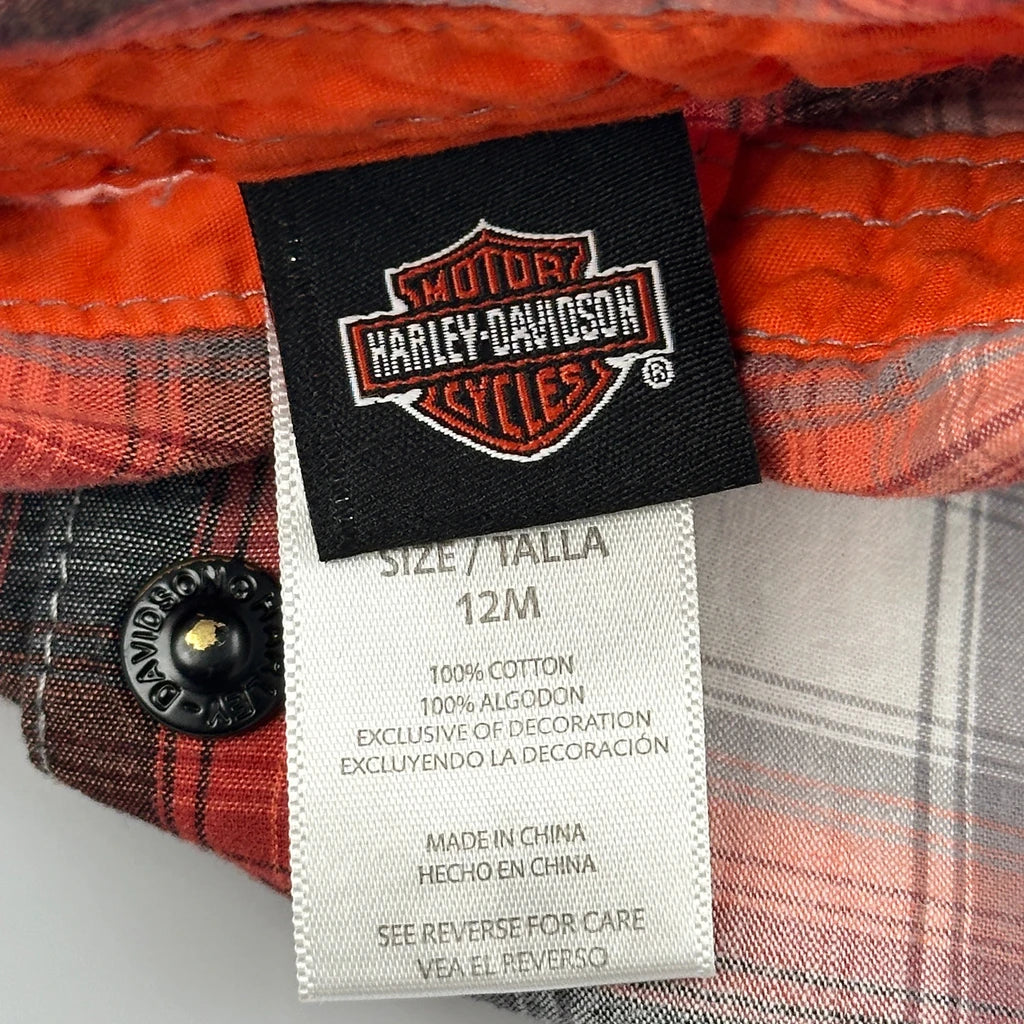 MOTOR
HARLEY-DAVIDSON
CYCLES
®
SIZE / TALLA
12M
100% COTTON
100% ALGODON
EXCLUSIVE OF DECORATION
EXCLUYENDO LA DECORACIÓN
MADE IN CHINA
HECHO EN CHINA
SEE REVERSE FOR CARE
VEA EL REVERSO
HARLEY-DAVIDSON